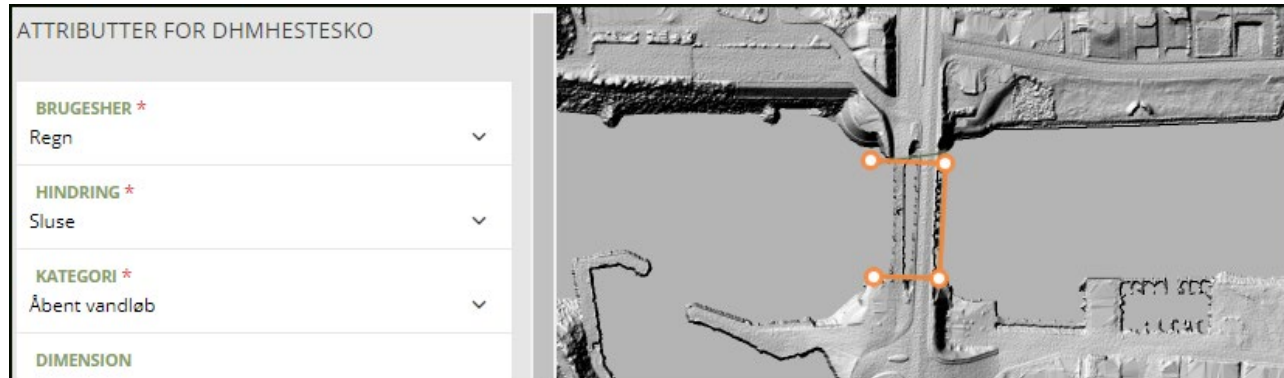 ATTRIBUTTER FOR DHMHESTESKO
BRUGESHER *
Regn
HINDRING *
Sluse
KATEGORI *
Åbent vandløb
DIMENSION